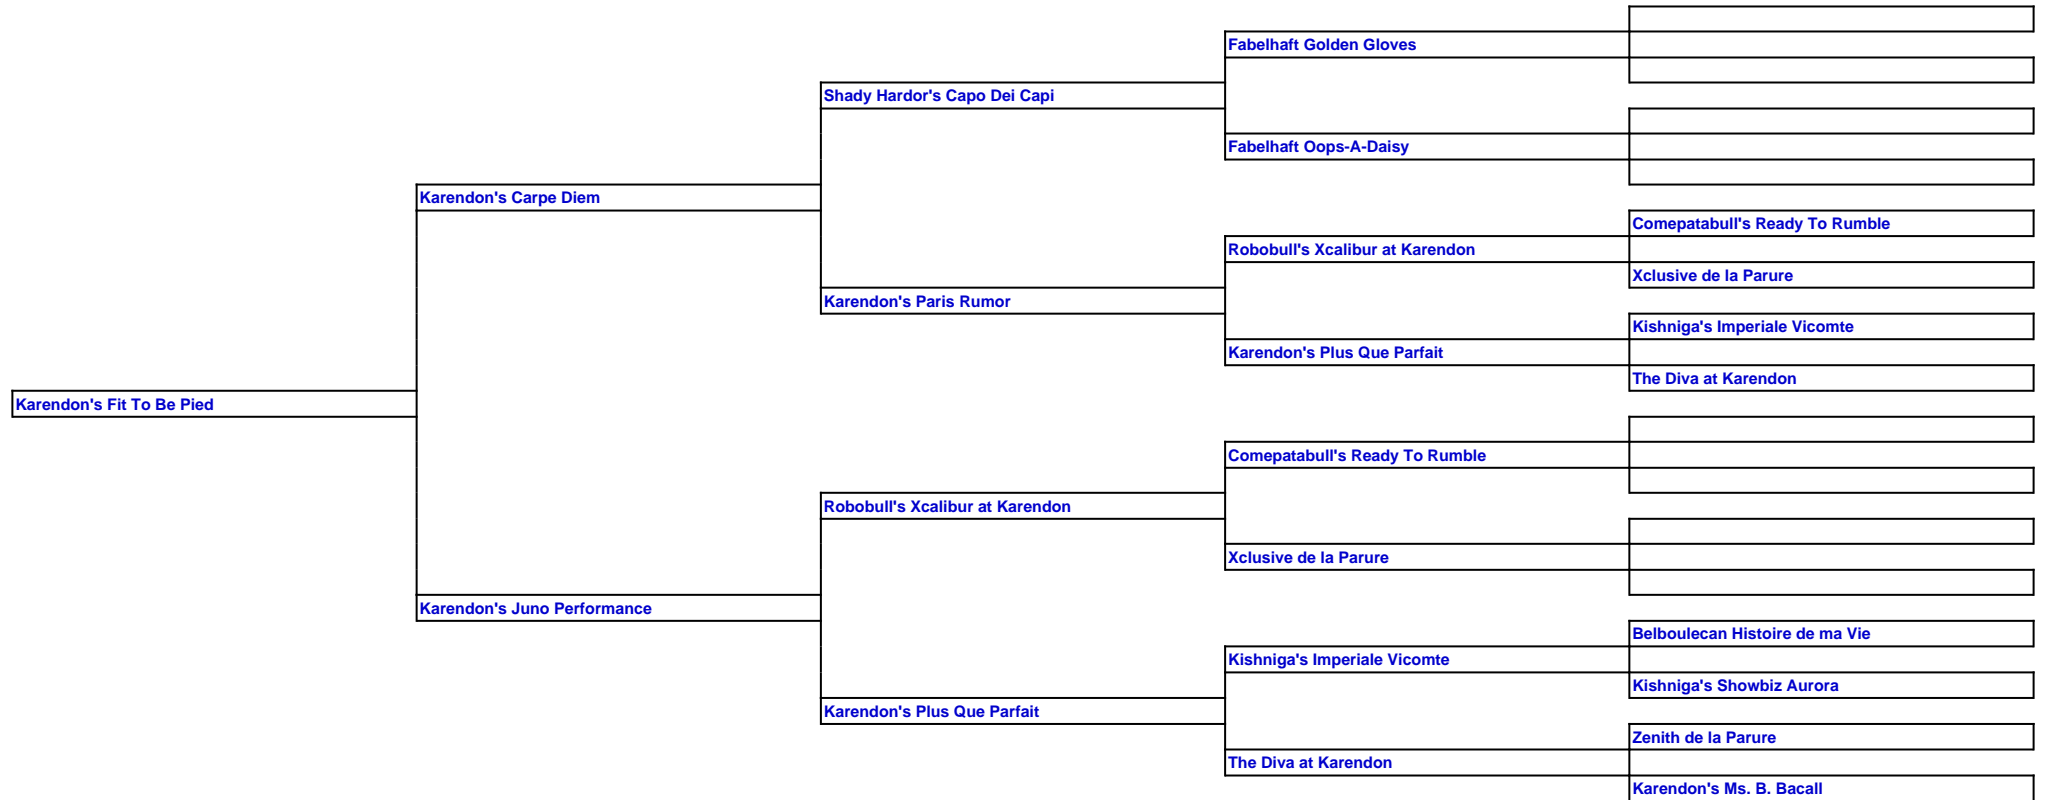 Fabelhaft Golden Gloves
Shady Hardor's Capo Dei Capi
Fabelhaft Oops-A-Daisy
Karendon's Carpe Diem
Comepatabull's Ready To Rumble
Robobull's Xcalibur at Karendon
Xclusive de la Parure
Karendon's Paris Rumor
Kishniga's Imperiale Vicomte
Karendon's Plus Que Parfait
The Diva at Karendon
Karendon's Fit To Be Pied
Comepatabull's Ready To Rumble
Robobull's Xcalibur at Karendon
Xclusive de la Parure
Karendon's Juno Performance
Belboulecan Histoire de ma Vie
Kishniga's Imperiale Vicomte
Kishniga's Showbiz Aurora
Karendon's Plus Que Parfait
Zenith de la Parure
The Diva at Karendon
Karendon's Ms. B. Bacall